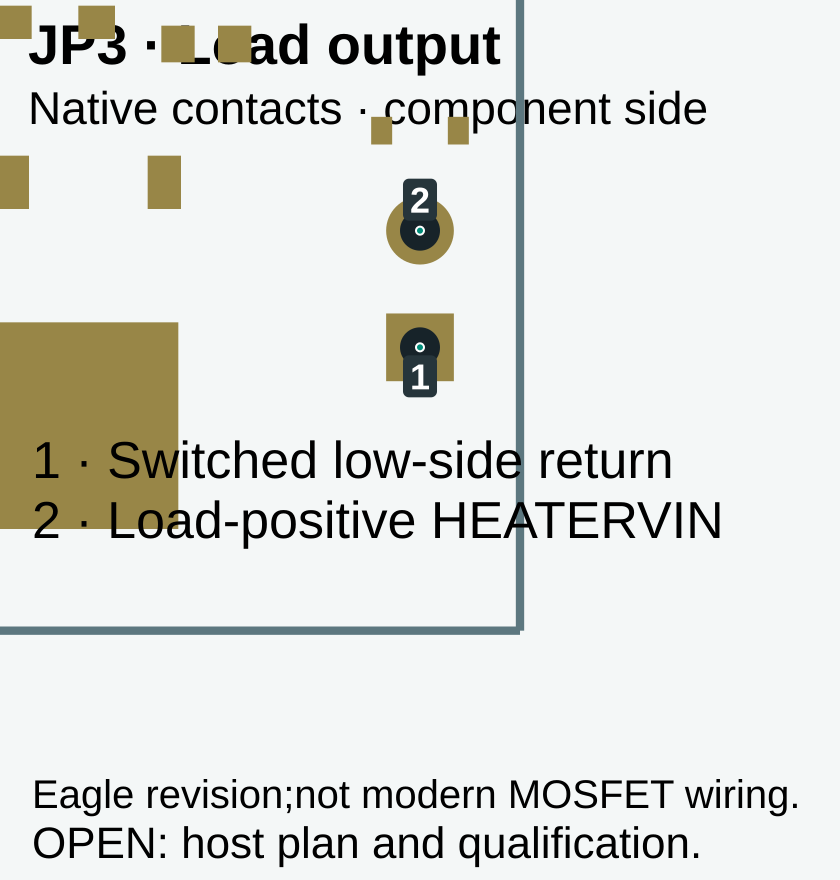 JP3 · Load output
Native contacts · component side
2
1
1 · Switched low-side return
2 · Load-positive HEATERVIN
Eagle revision;not modern MOSFET wiring.
OPEN: host plan and qualification.